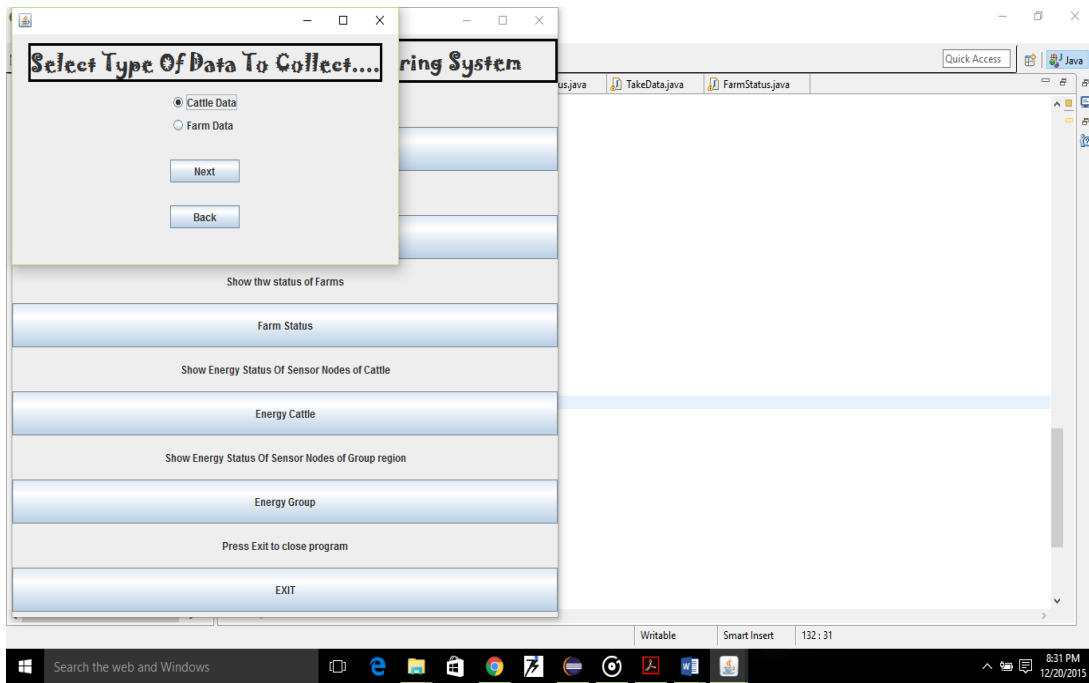 Select Type Of Data To Collect....
Cattle Data
Farm Data
Next
Back
ring System
Show thw status of Farms
Farm Status
Show Energy Status Of Sensor Nodes of Cattle
Energy Cattle
Show Energy Status Of Sensor Nodes of Group region
Energy Group
Press Exit to close program
EXIT
Quick Access
Java
us.java
TakeData.java
FarmStatus.java
Writable
Smart Insert
132 : 31
Search the web and Windows
8:31 PM
12/20/2015